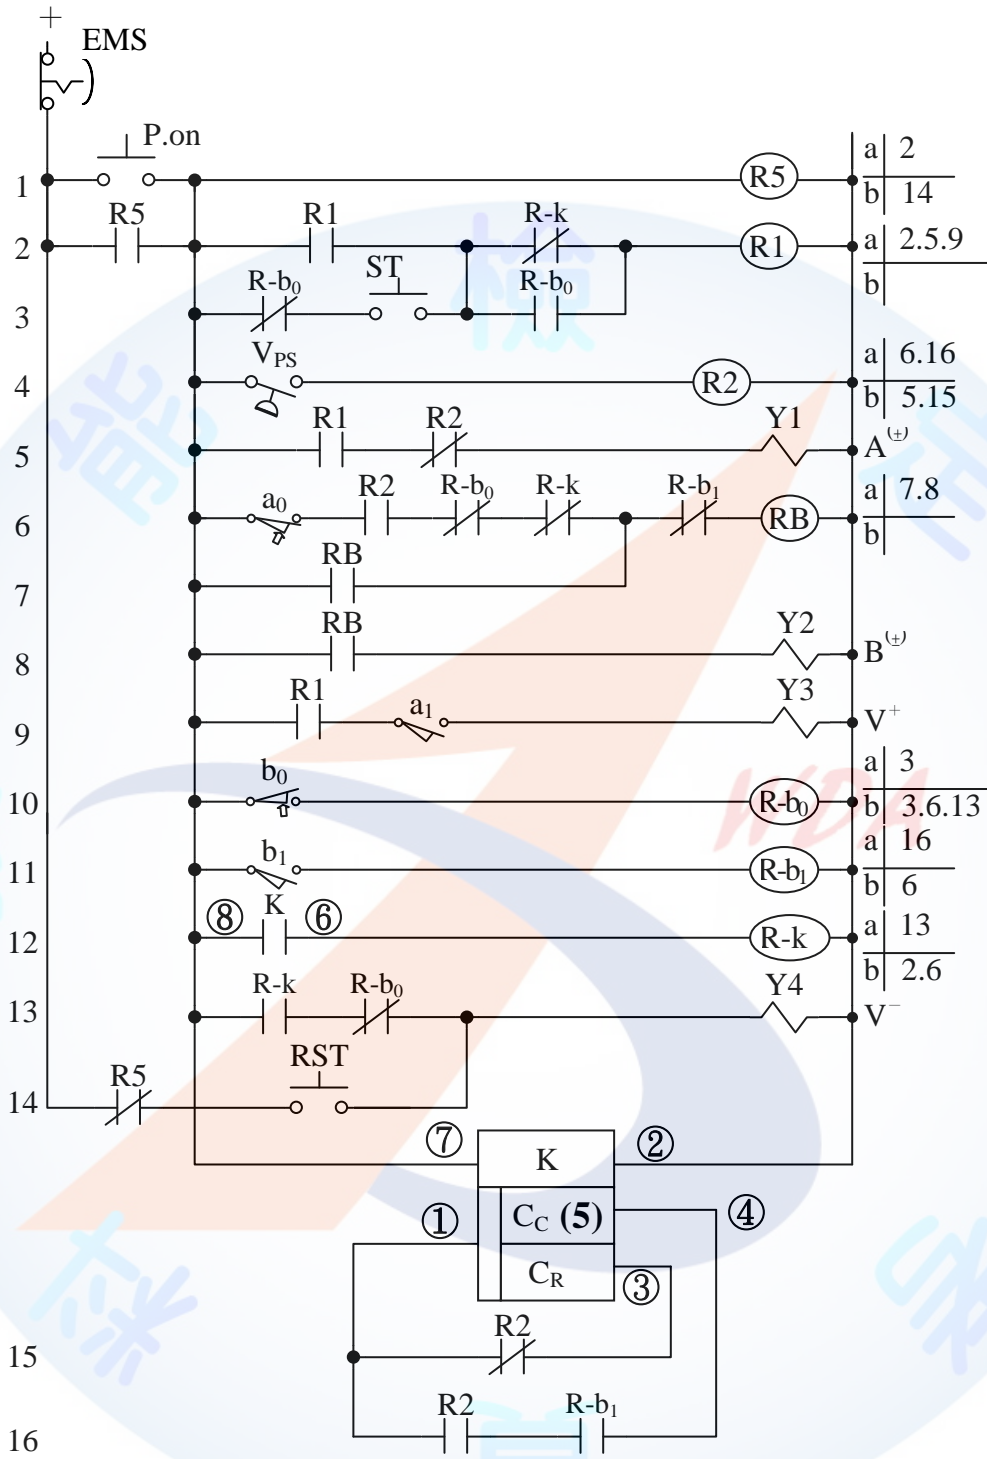 +
EMS
P.on
1 R5 a 2
b 14
R5 R1 R-k
2 R1 a 2.5.9
b
R-b₀ ST R-b₀
3
V_PS
4 R2 a 6.16
b 5.15
R1 R2 Y1
5 A(±)
a₀ R2 R-b₀ R-k R-b₁
6 RB a 7.8
b
RB
7
RB Y2
8 B(±)
R1 a₁ Y3
9 V⁺
b₀
10 R-b₀ a 3
b 3.6.13
b₁
11 R-b₁ a 16
b 6
⑧ K ⑥
12 R-k a 13
b 2.6
R-k R-b₀ Y4
13 V⁻
R5 RST
14
⑦ K ②
① C_C (5) ④
C_R ③
R2
15
R2 R-b₁
16
WDA